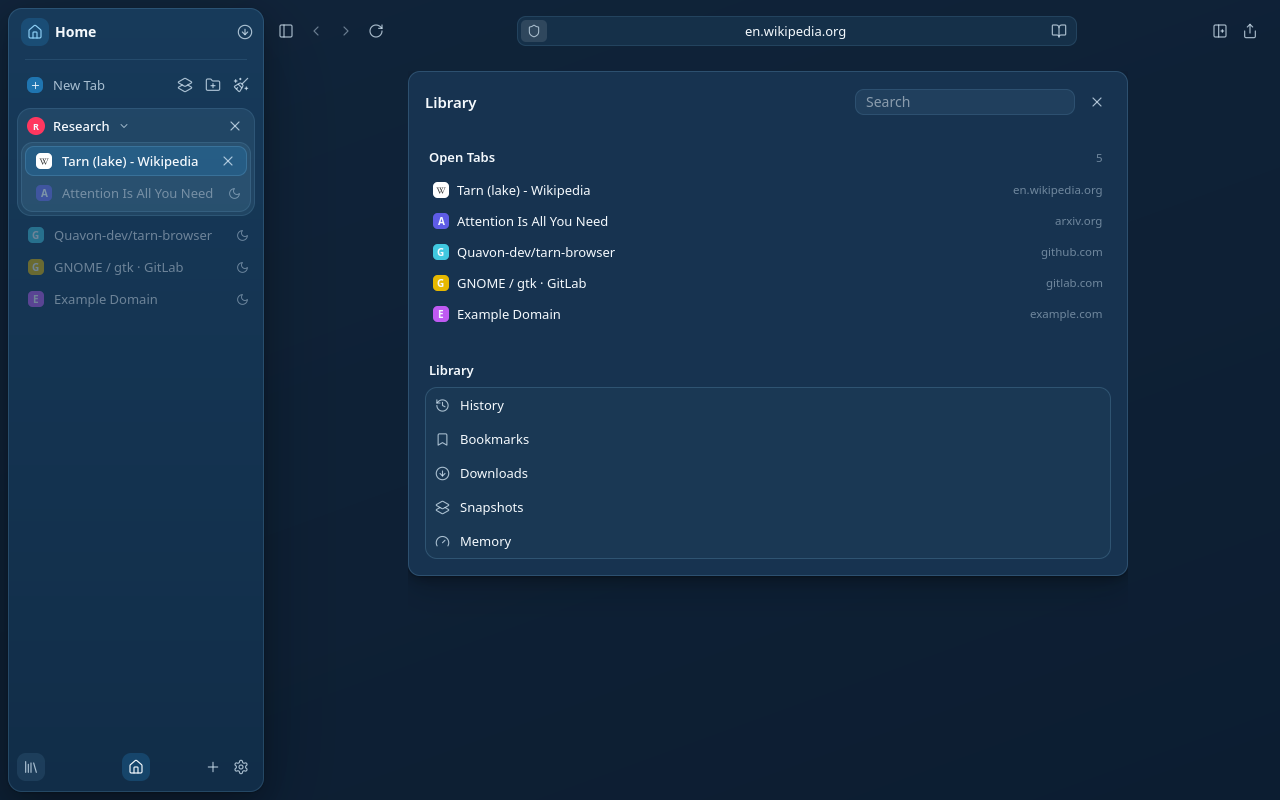 Home
en.wikipedia.org
New Tab
R Research
W Tarn (lake) - Wikipedia
A Attention Is All You Need
G Quavon-dev/tarn-browser
G GNOME / gtk · GitLab
E Example Domain
Library
Search
Open Tabs 5
W Tarn (lake) - Wikipedia en.wikipedia.org
A Attention Is All You Need arxiv.org
G Quavon-dev/tarn-browser github.com
G GNOME / gtk · GitLab gitlab.com
E Example Domain example.com
Library
History
Bookmarks
Downloads
Snapshots
Memory